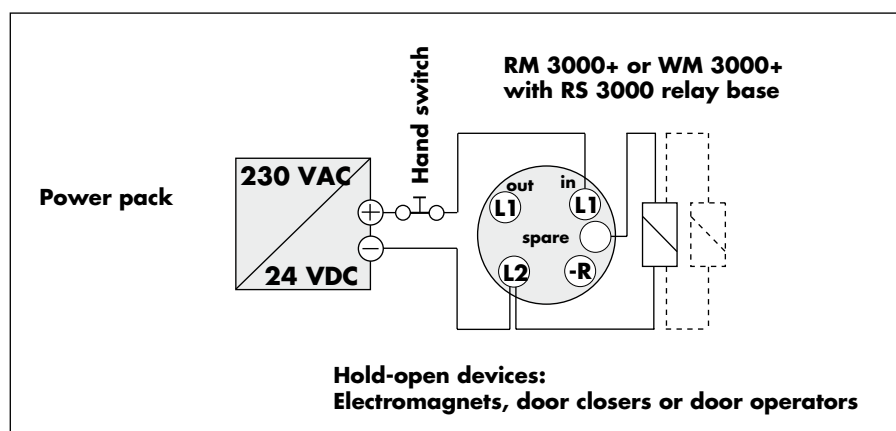 RM 3000+ or WM 3000+
with RS 3000 relay base
Hand switch
Power pack
230 VAC
24 VDC
+
−
out
in
L1
L1
spare
L2
-R
Hold-open devices:
Electromagnets, door closers or door operators